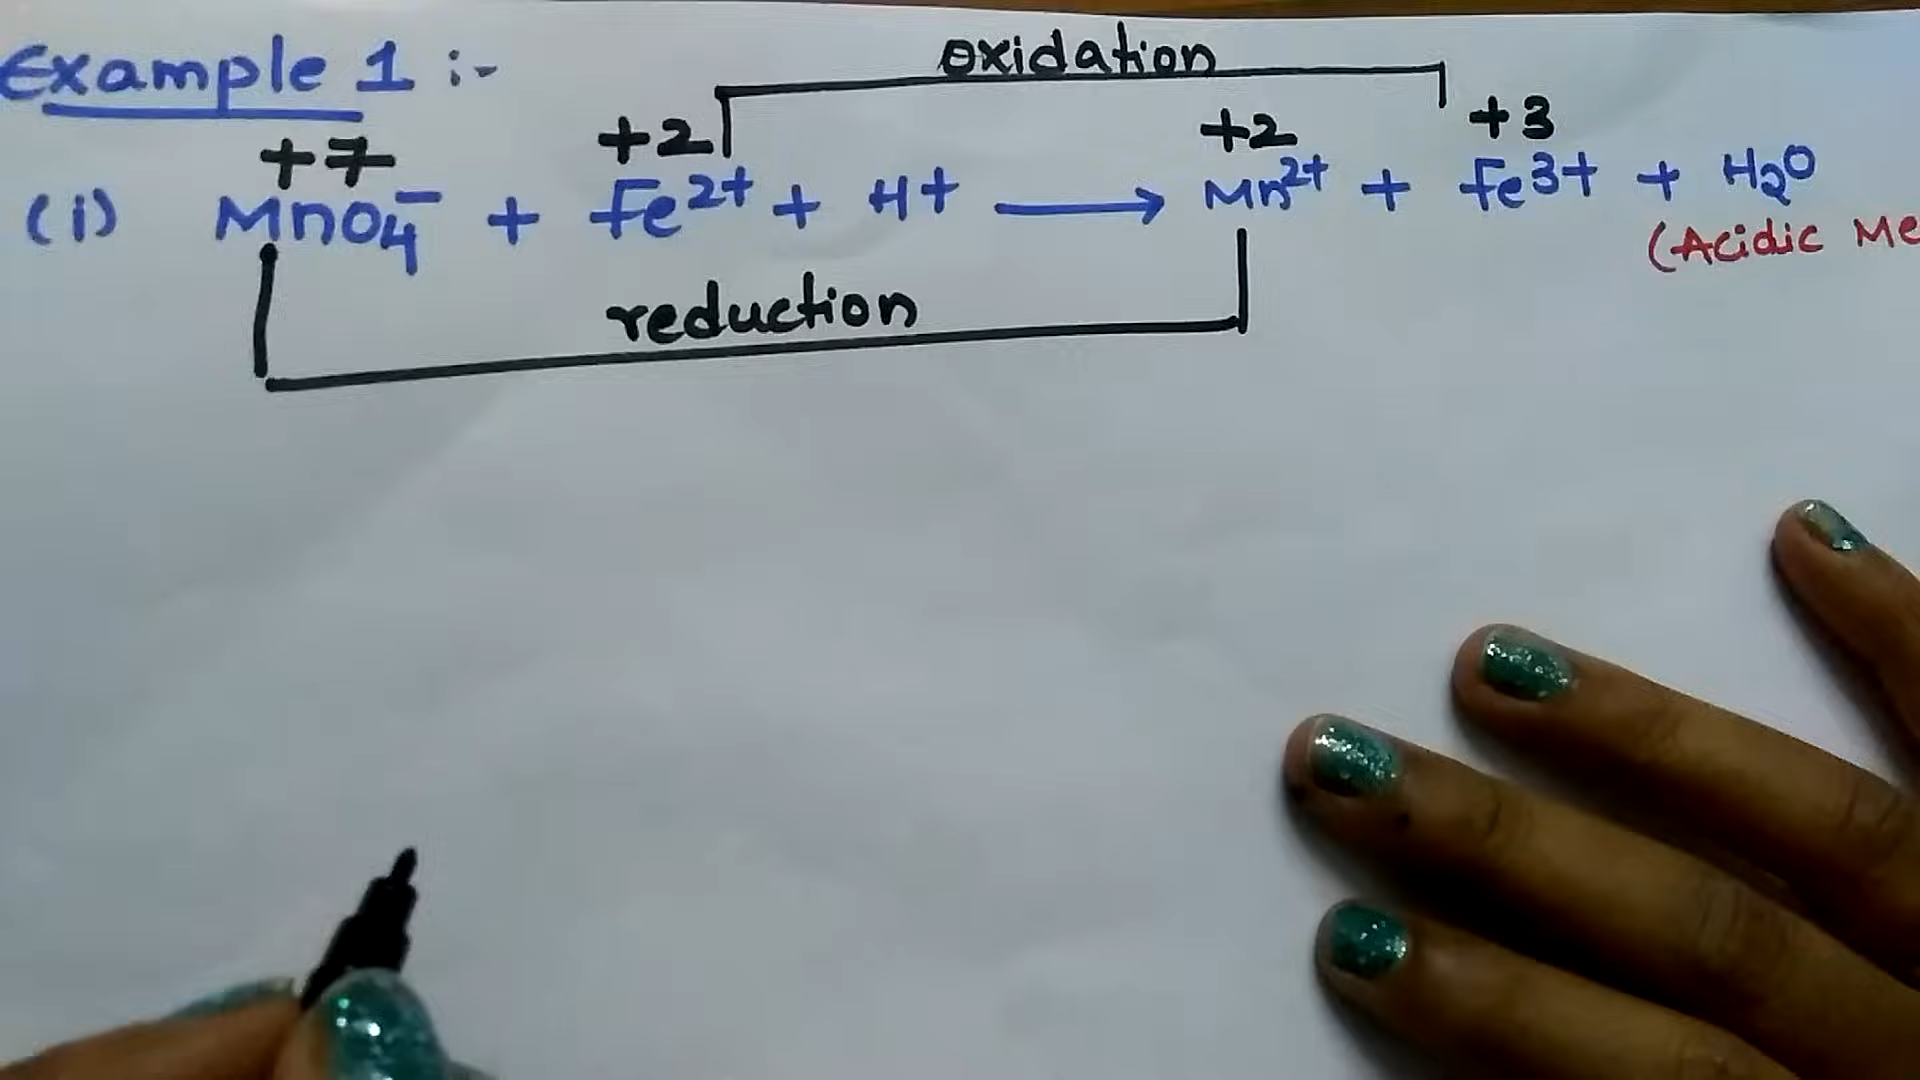 Example 1 :-
oxidation
+7 +2 +2 +3
(i) MnO4⁻ + Fe2+ + H+ ⟶ Mn2+ + Fe3+ + H2O
(Acidic Me
reduction